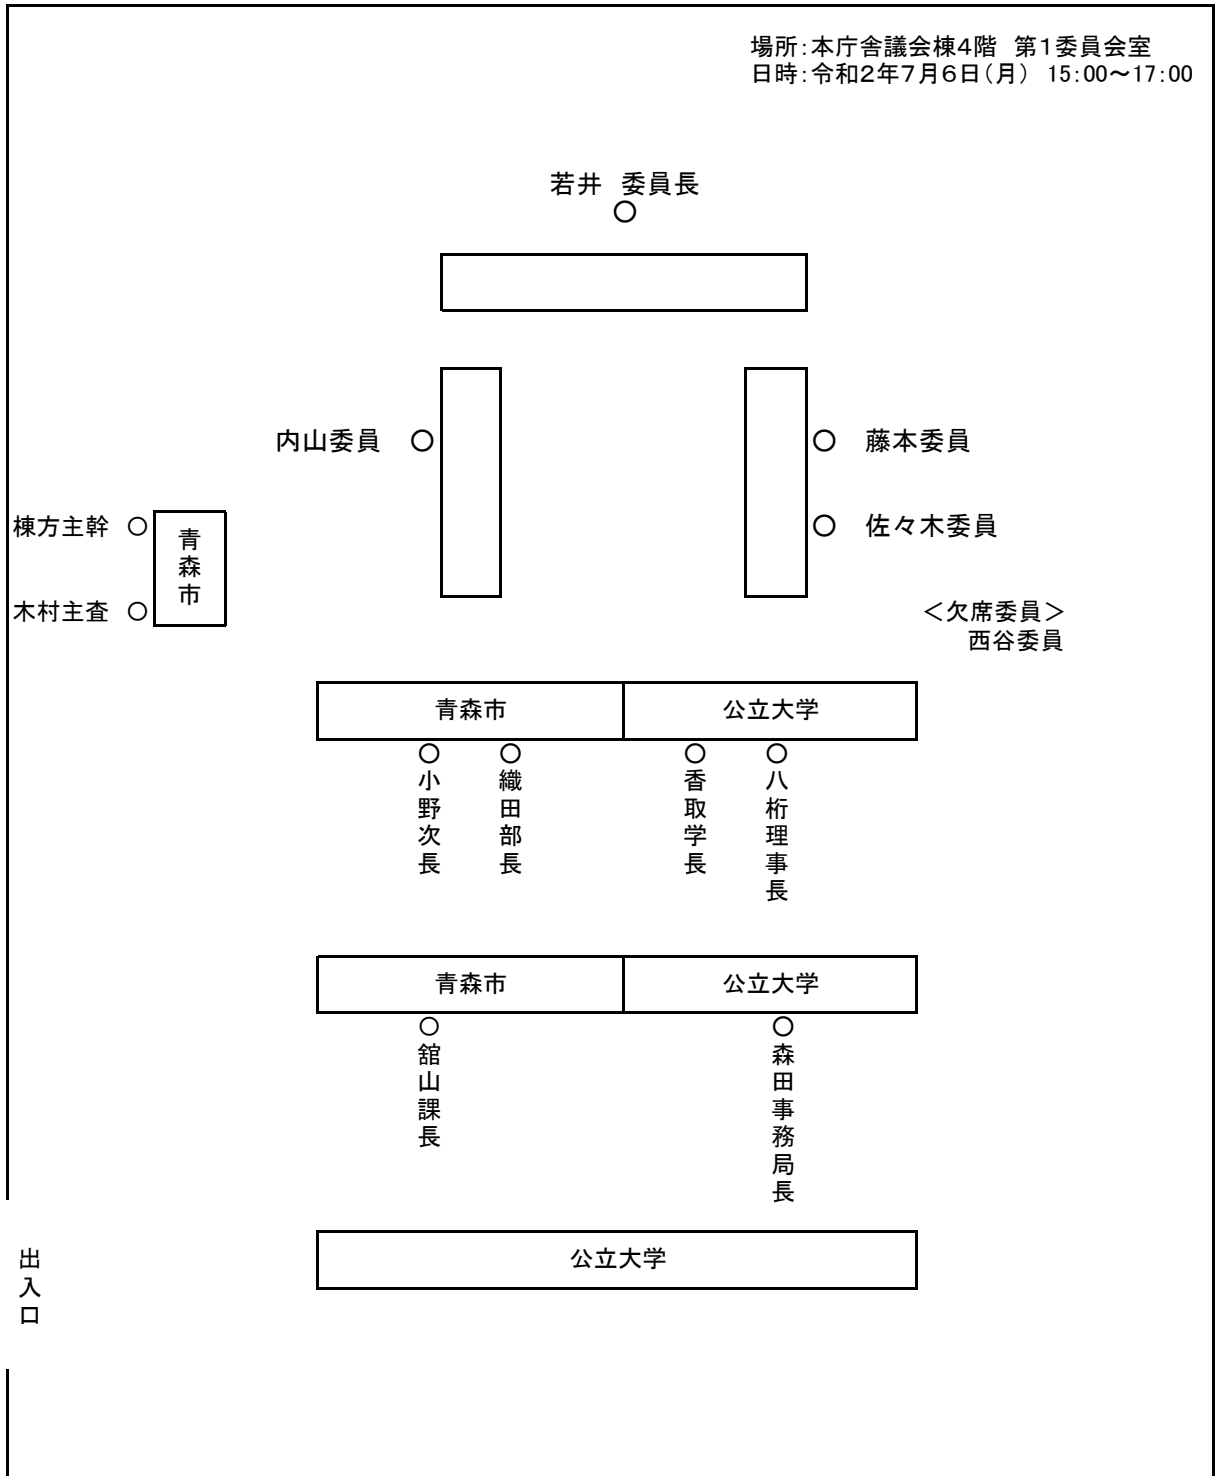 場所：本庁舎議会棟4階　第1委員会室
日時：令和2年7月6日（月）　15：00～17：00
若井　委員長
○
内山委員　○
○　藤本委員
棟方主幹　○
青森市
○　佐々木委員
木村主査　○
＜欠席委員＞
西谷委員
青森市
公立大学
○小野次長
○織田部長
○香取学長
○八桁理事長
青森市
公立大学
○舘山課長
○森田事務局長
公立大学
出入口